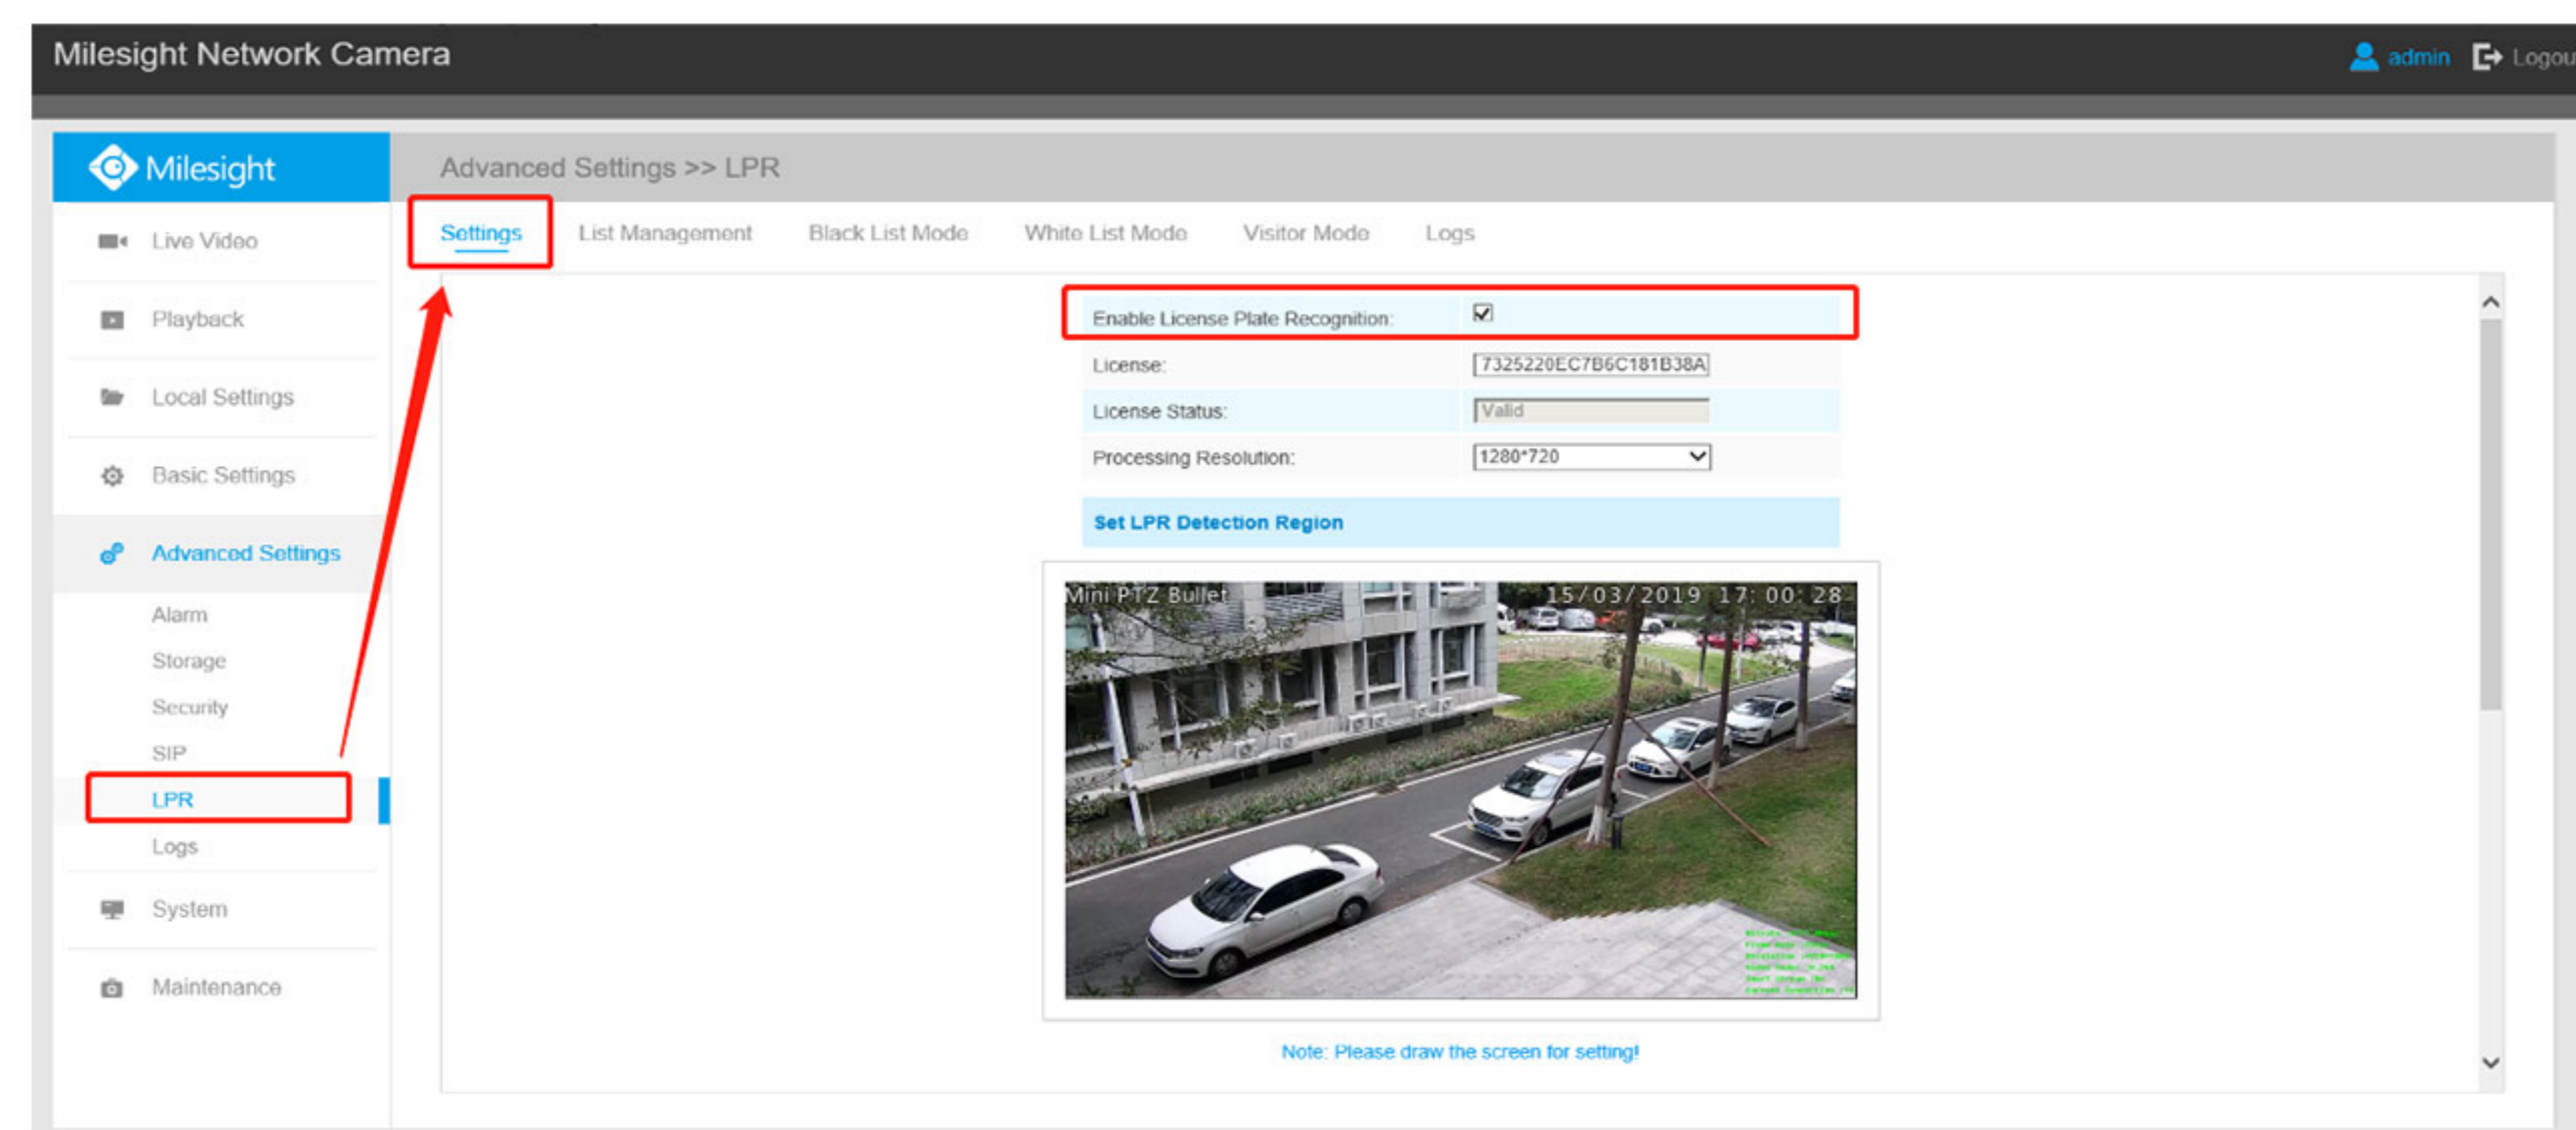 Milesight Network Camera
admin Logou
Milesight
Advanced Settings >> LPR
Settings List Management Black List Mode White List Mode Visitor Mode Logs
Live Video
Playback
Local Settings
Basic Settings
Advanced Settings
Alarm
Storage
Security
SIP
LPR
Logs
System
Maintenance
Enable License Plate Recognition:
License: 7325220EC7B6C181B38A
License Status: Valid
Processing Resolution: 1280*720
Set LPR Detection Region
Mini PTZ Bullet 15/03/2019 17:00:28
Note: Please draw the screen for setting!